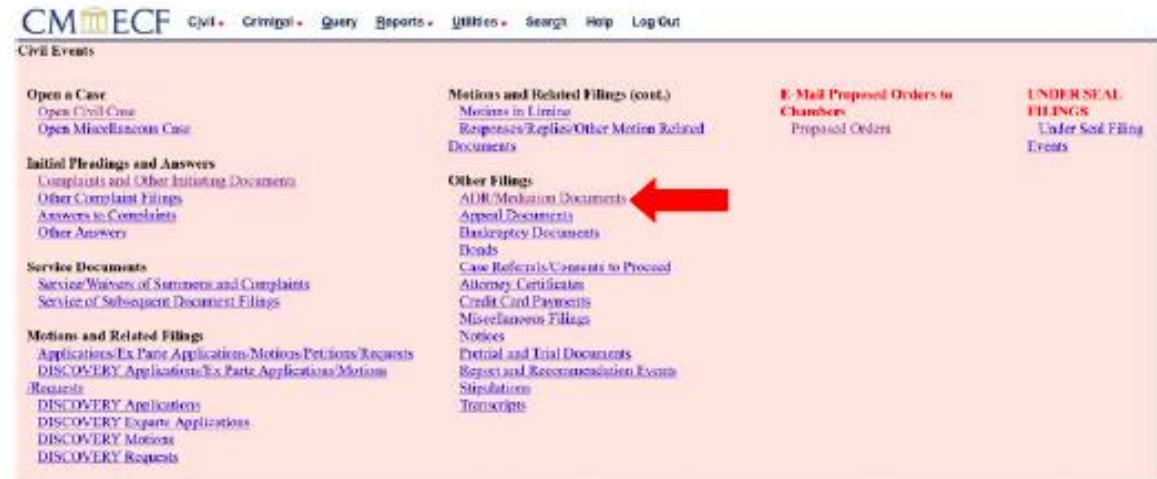 CM ECF Civil Criminal Query Reports Utilities Search Help Log Out
Civil Events
Open a Case
Open Civil Case
Open Miscellaneous Case
Initial Pleadings and Answers
Complaints and Other Initiating Documents
Other Complaint Filings
Answers to Complaints
Other Answers
Service Documents
Service/Waivers of Summons and Complaints
Service of Subsequent Document Filings
Motions and Related Filings
Applications/Ex Parte Applications/Motions/Petitions/Requests
DISCOVERY Applications/Ex Parte Applications/Motions
/Requests
DISCOVERY Applications
DISCOVERY Exparte Applications
DISCOVERY Motions
DISCOVERY Requests
Motions and Related Filings (cont.)
Motions in Limine
Responses/Replies/Other Motion Related
Documents
Other Filings
ADR/Mediation Documents
Appeal Documents
Bankruptcy Documents
Bonds
Case Referrals/Consents to Proceed
Attorney Certificates
Credit Card Payments
Miscellaneous Filings
Notices
Pretrial and Trial Documents
Report and Recommendation Events
Stipulations
Transcripts
E-Mail Proposed Orders to
Chambers
Proposed Orders
UNDER SEAL
FILINGS
Under Seal Filing
Events